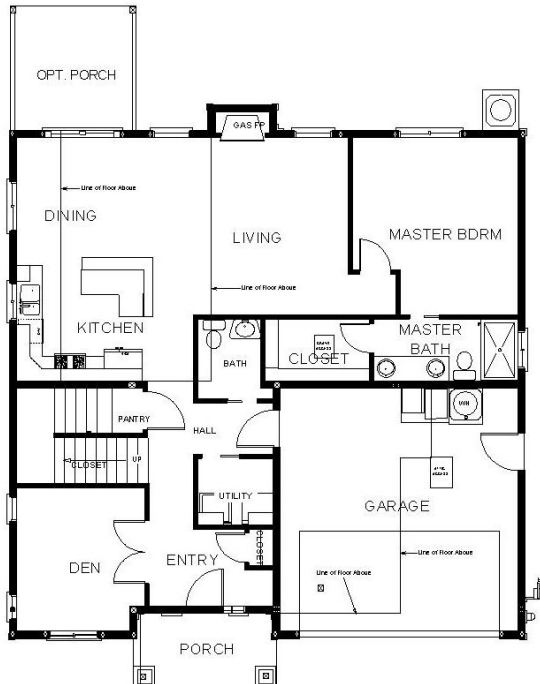 OPT. PORCH
GAS FP
Line of Floor Above
DINING
LIVING
MASTER BDRM
Line of Floor Above
KITCHEN
MASTER
BATH
CLOSET
BATH
PANTRY
HALL
UP
CLOSET
UTILITY
GARAGE
ENTRY
CLOSET
DEN
Line of Floor Above
Line of Floor Above
PORCH